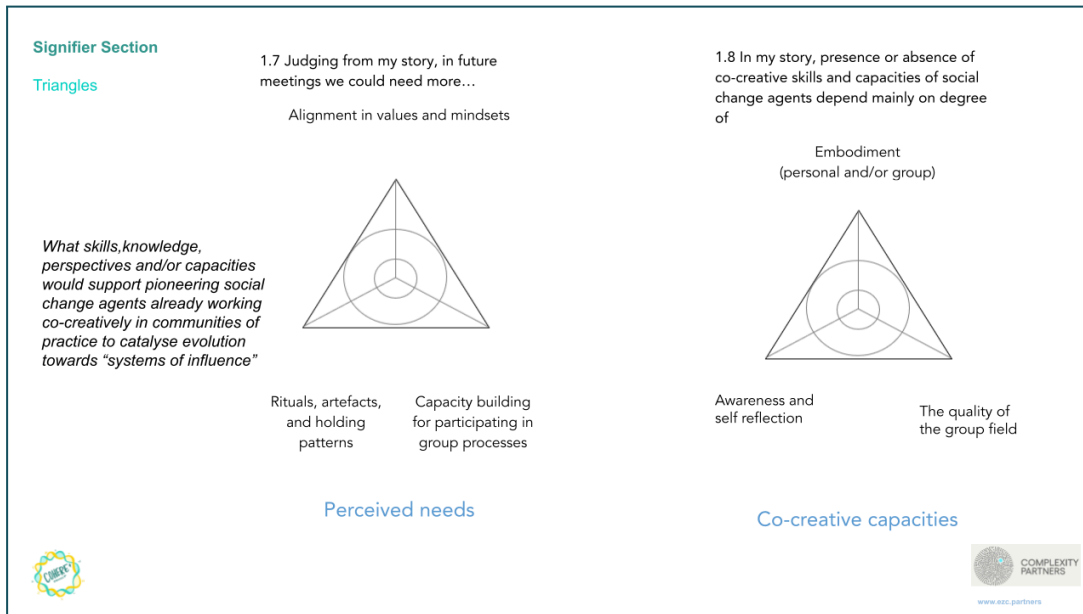 Signifier Section
Triangles
What skills,knowledge,
perspectives and/or capacities
would support pioneering social
change agents already working
co-creatively in communities of
practice to catalyse evolution
towards “systems of influence”
1.7 Judging from my story, in future
meetings we could need more…
Alignment in values and mindsets
Rituals, artefacts,
and holding
patterns
Capacity building
for participating in
group processes
Perceived needs
1.8 In my story, presence or absence of
co-creative skills and capacities of social
change agents depend mainly on degree
of
Embodiment
(personal and/or group)
Awareness and
self reflection
The quality of
the group field
Co-creative capacities
COHERE+
COMPLEXITY
PARTNERS
www.esc.partners